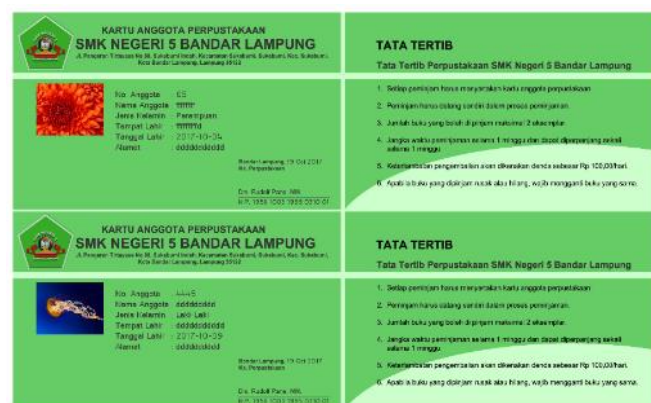 KARTU ANGGOTA PERPUSTAKAAN
SMK NEGERI 5 BANDAR LAMPUNG
No. Anggota : 65
Nama Anggota
Jenis Kelamin : Perempuan
Tempat Lahir
Tanggal Lahir : 2017-10-04
Alamat
Bandar Lampung, 19 Oct 2017
Ka. Perpustakaan
TATA TERTIB
Tata Tertib Perpustakaan SMK Negeri 5 Bandar Lampung
1. Setiap peminjam harus menyertakan kartu anggota perpustakaan
2. Peminjam harus datang sendiri dalam proses peminjaman.
3. Jumlah buku yang boleh di pinjam maksimal 2 eksemplar.
4. Jangka waktu peminjaman selama 1 minggu dan dapat diperpanjang sekali
selama 1 minggu
5. Keterlambatan pengembalian akan dikenakan denda sebesar Rp 100,00/hari.
6. Apabila buku yang dipinjam rusak atau hilang, wajib mengganti buku yang sama.
KARTU ANGGOTA PERPUSTAKAAN
SMK NEGERI 5 BANDAR LAMPUNG
No. Anggota : 4445
Nama Anggota
Jenis Kelamin : Laki Laki
Tempat Lahir
Tanggal Lahir : 2017-10-09
Alamat
Bandar Lampung, 19 Oct 2017
Ka. Perpustakaan
TATA TERTIB
Tata Tertib Perpustakaan SMK Negeri 5 Bandar Lampung
1. Setiap peminjam harus menyertakan kartu anggota perpustakaan
2. Peminjam harus datang sendiri dalam proses peminjaman.
3. Jumlah buku yang boleh di pinjam maksimal 2 eksemplar.
4. Jangka waktu peminjaman selama 1 minggu dan dapat diperpanjang sekali
selama 1 minggu
5. Keterlambatan pengembalian akan dikenakan denda sebesar Rp 100,00/hari.
6. Apabila buku yang dipinjam rusak atau hilang, wajib mengganti buku yang sama.